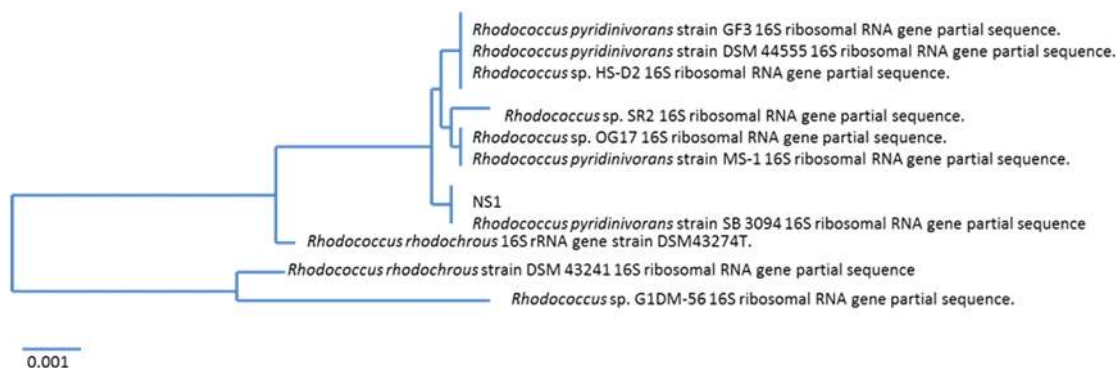 Rhodococcus pyridinivorans strain GF3 16S ribosomal RNA gene partial sequence.
Rhodococcus pyridinivorans strain DSM 44555 16S ribosomal RNA gene partial sequence.
Rhodococcus sp. HS-D2 16S ribosomal RNA gene partial sequence.
Rhodococcus sp. SR2 16S ribosomal RNA gene partial sequence.
Rhodococcus sp. OG17 16S ribosomal RNA gene partial sequence.
Rhodococcus pyridinivorans strain MS-1 16S ribosomal RNA gene partial sequence.
NS1
Rhodococcus pyridinivorans strain SB 3094 16S ribosomal RNA gene partial sequence
Rhodococcus rhodochrous 16S rRNA gene strain DSM43274T.
Rhodococcus rhodochrous strain DSM 43241 16S ribosomal RNA gene partial sequence
Rhodococcus sp. G1DM-56 16S ribosomal RNA gene partial sequence.
0.001